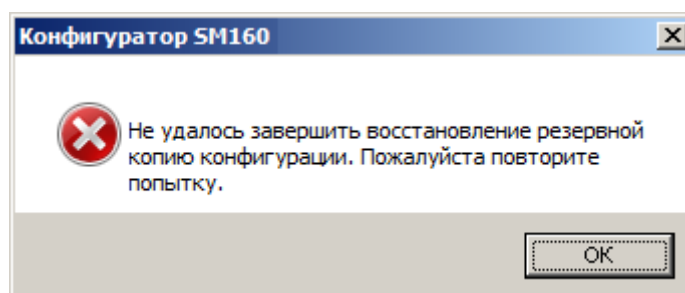 Конфигуратор SM160
Не удалось завершить восстановление резервной
копию конфигурации. Пожалуйста повторите
попытку.
OK